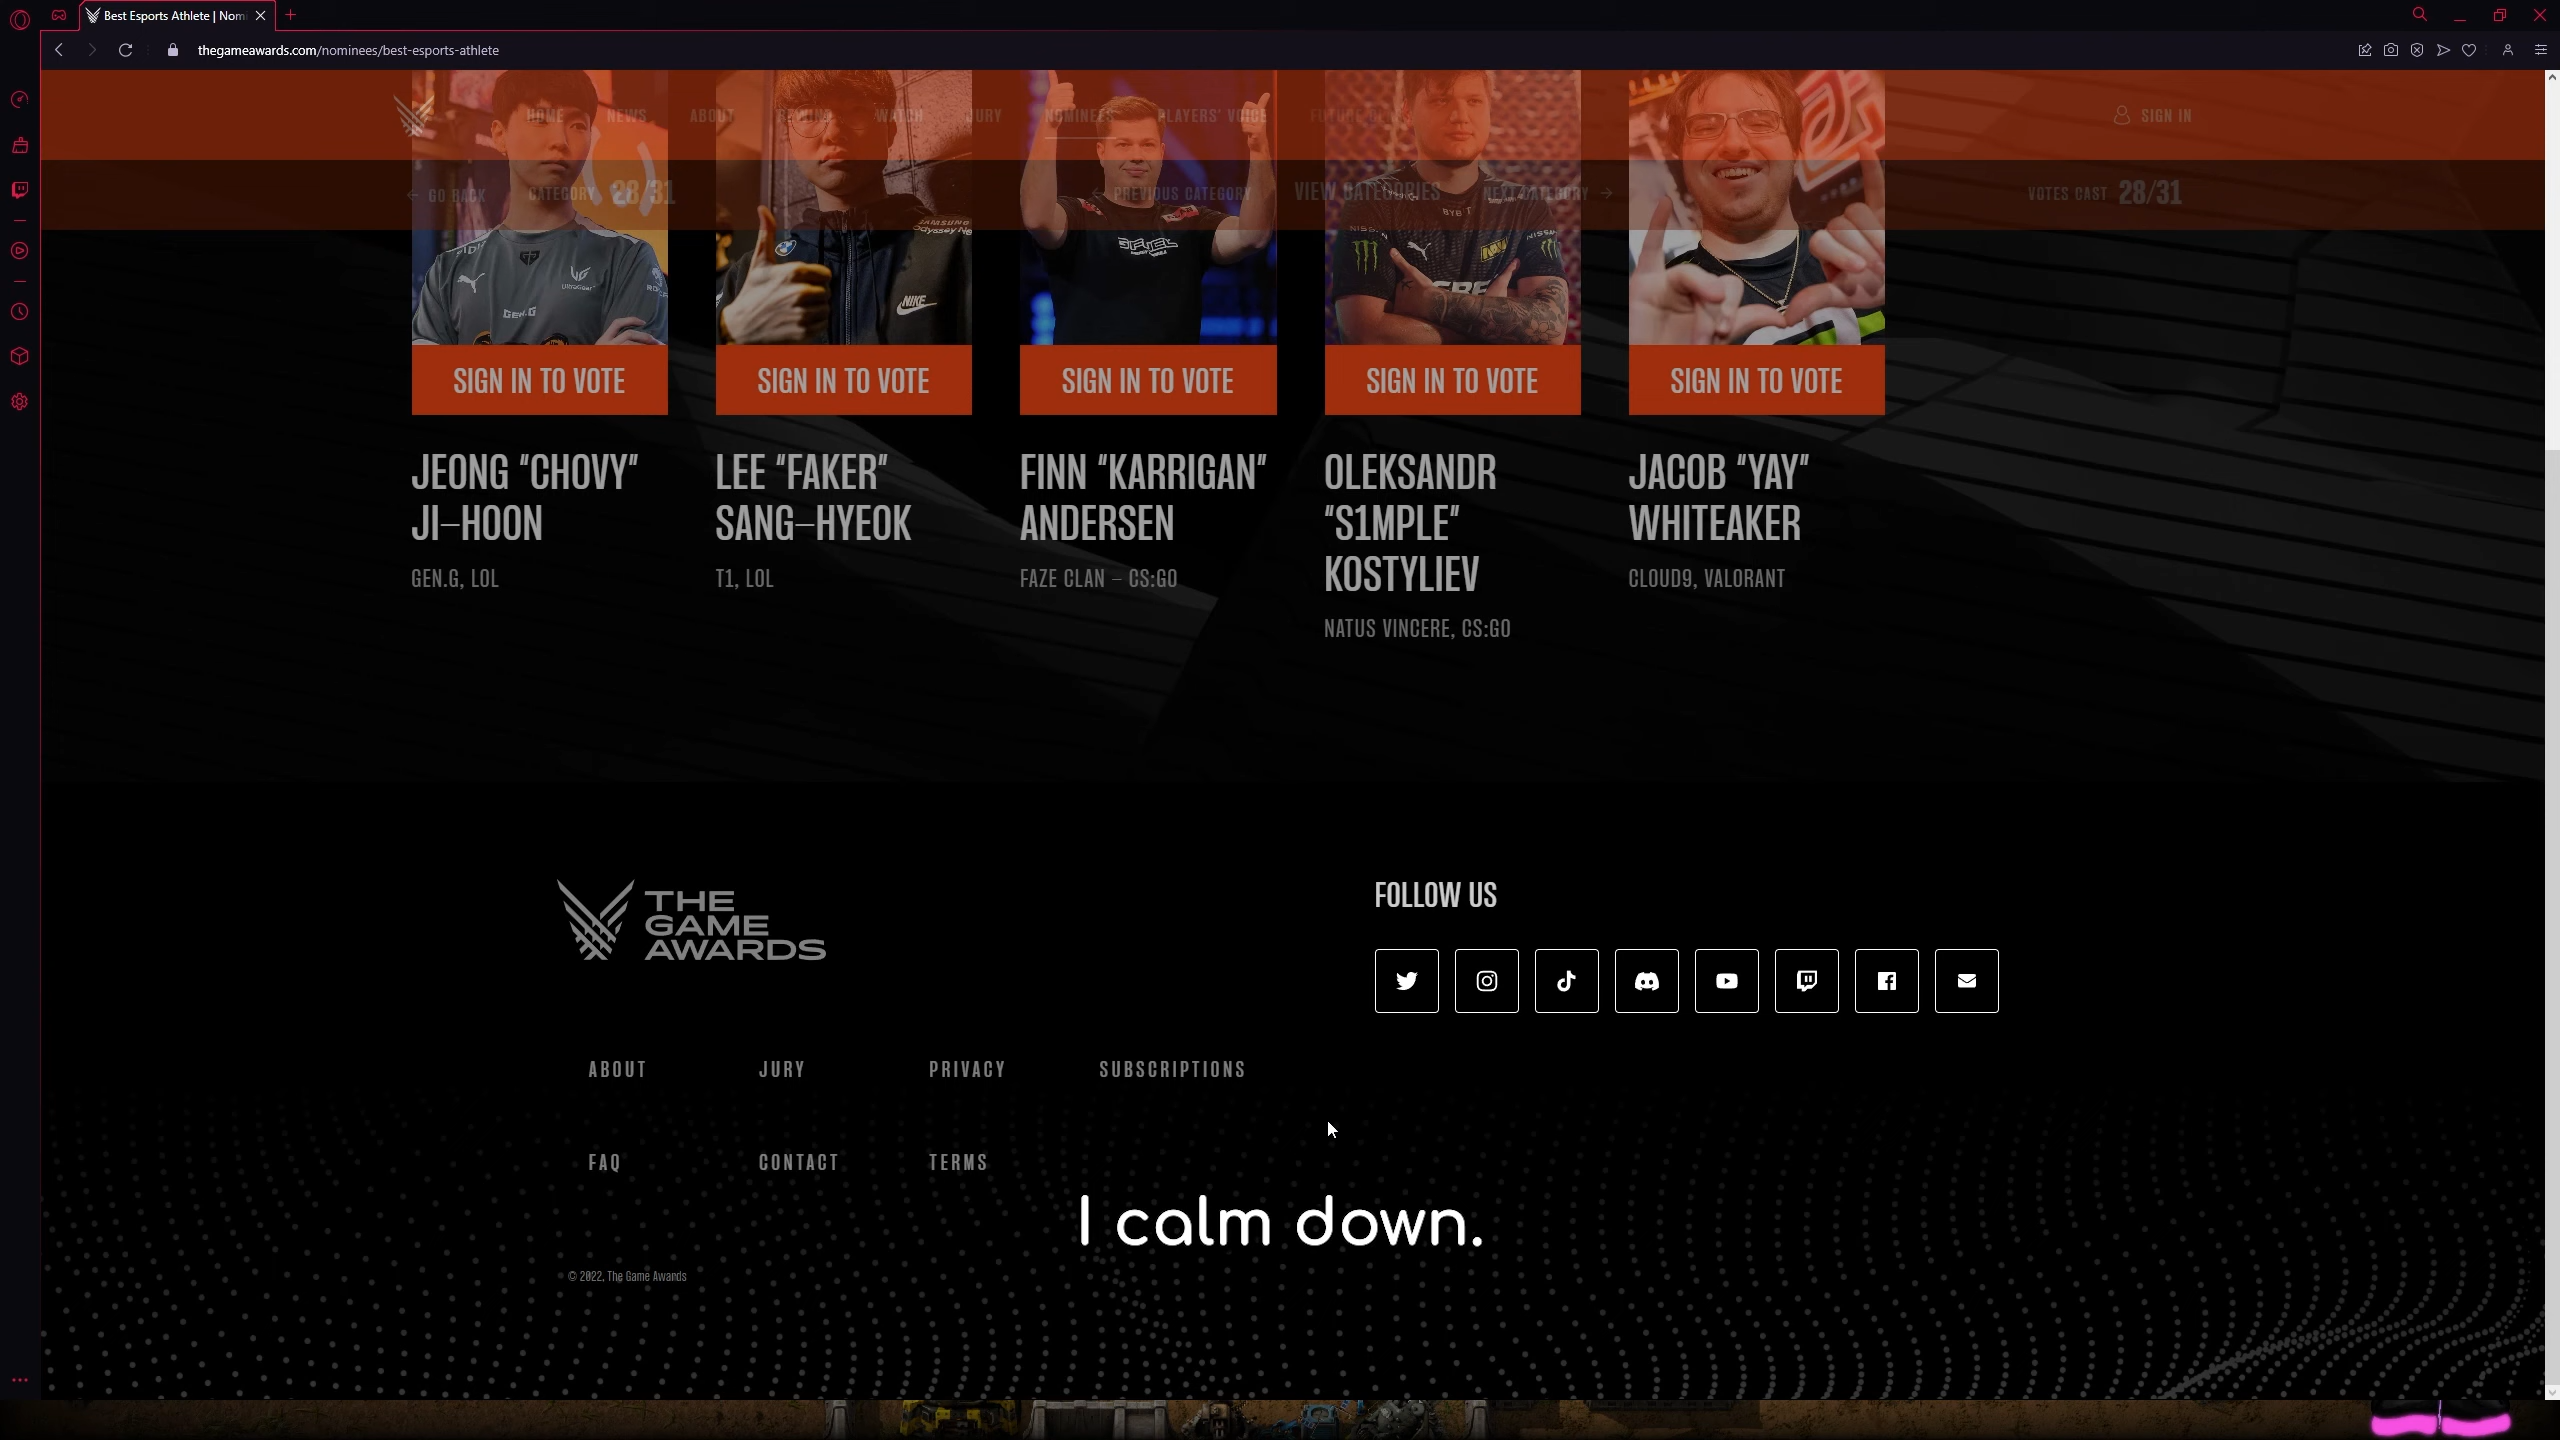 Best Esports Athlete | Nomi
thegameawards.com/nominees/best-esports-athlete
HOME NEWS ABOUT REWIND WATCH JURY NOMINEES PLAYERS' VOICE SIGN IN
GO BACK CATEGORY 28/31 PREVIOUS CATEGORY VIEW CATEGORIES NEXT CATEGORY VOTES CAST 28/31
SIGN IN TO VOTE SIGN IN TO VOTE SIGN IN TO VOTE SIGN IN TO VOTE SIGN IN TO VOTE
JEONG "CHOVY"
JI–HOON
GEN.G, LOL
LEE "FAKER"
SANG–HYEOK
T1, LOL
FINN "KARRIGAN"
ANDERSEN
FAZE CLAN – CS:GO
OLEKSANDR
"S1MPLE"
KOSTYLIEV
NATUS VINCERE, CS:GO
JACOB "YAY"
WHITEAKER
CLOUD9, VALORANT
THE
GAME
AWARDS
FOLLOW US
ABOUT JURY PRIVACY SUBSCRIPTIONS
FAQ CONTACT TERMS
I calm down.
© 2022, The Game Awards